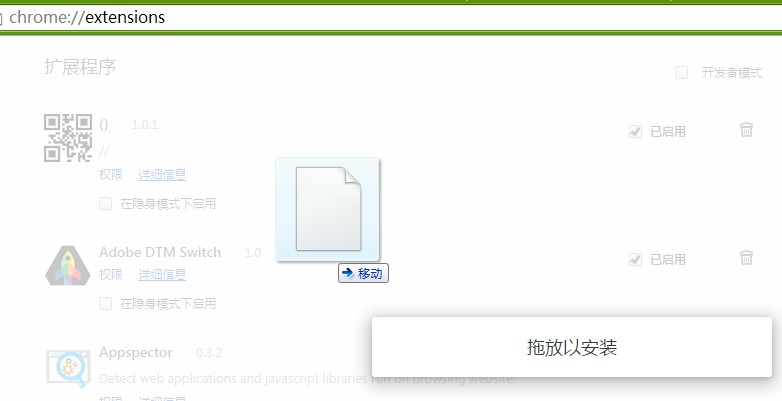 chrome://extensions
扩展程序
开发者模式
() 1.0.1
已启用
//
权限 详细信息
在隐身模式下启用
移动
Adobe DTM Switch 1.0
已启用
权限 详细信息
在隐身模式下启用
拖放以安装
Appspector 0.3.2
Detect web applications and javascript libraries run on browsing website.
权限 详细信息